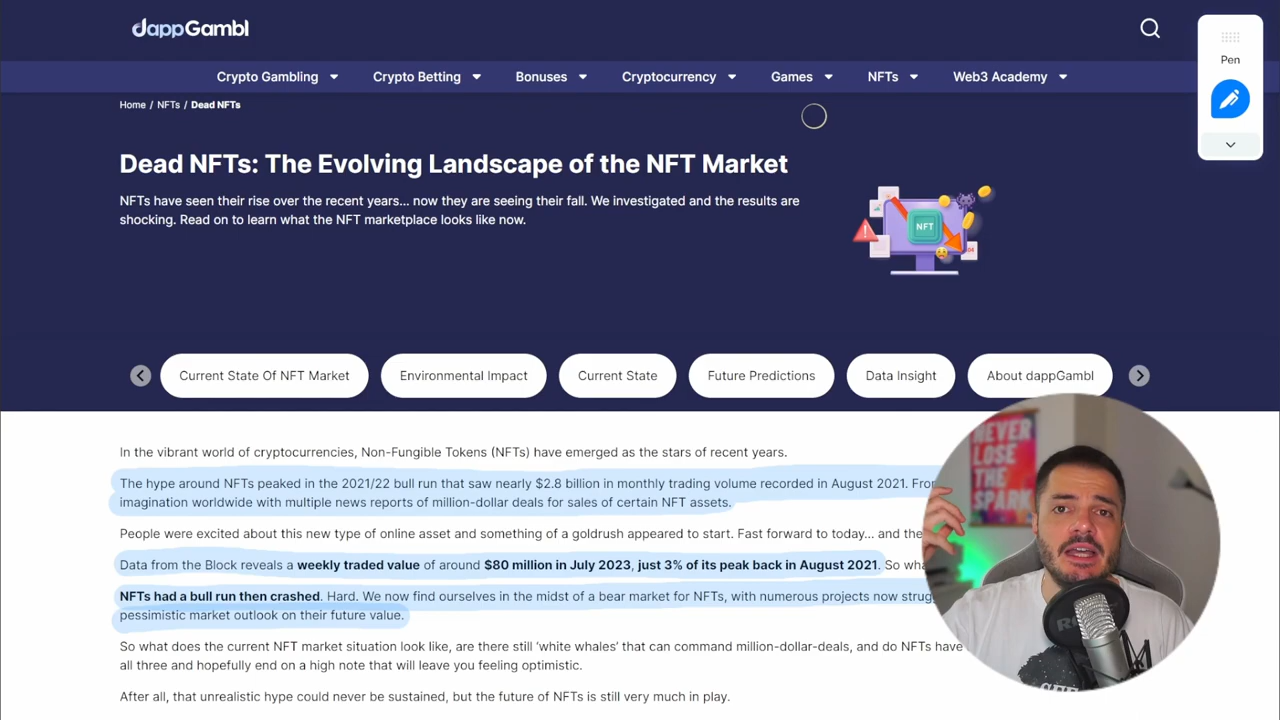 dappGambl
Pen
Crypto Gambling Crypto Betting Bonuses Cryptocurrency Games NFTs Web3 Academy
Home / NFTs / Dead NFTs
Dead NFTs: The Evolving Landscape of the NFT Market
NFTs have seen their rise over the recent years... now they are seeing their fall. We investigated and the results are
shocking. Read on to learn what the NFT marketplace looks like now.
NFT
Current State Of NFT Market Environmental Impact Current State Future Predictions Data Insight About dappGambl
In the vibrant world of cryptocurrencies, Non-Fungible Tokens (NFTs) have emerged as the stars of recent years.
The hype around NFTs peaked in the 2021/22 bull run that saw nearly $2.8 billion in monthly trading volume recorded in August 2021.
imagination worldwide with multiple news reports of million-dollar deals for sales of certain NFT assets.
People were excited about this new type of online asset and something of a goldrush appeared to start. Fast forward to today... and the
Data from the Block reveals a weekly traded value of around $80 million in July 2023, just 3% of its peak back in August 2021. So
NFTs had a bull run then crashed. Hard. We now find ourselves in the midst of a bear market for NFTs, with numerous projects now
pessimistic market outlook on their future value.
So what does the current NFT market situation look like, are there still 'white whales' that can command million-dollar-deals, and do NFTs have
all three and hopefully end on a high note that will leave you feeling optimistic.
After all, that unrealistic hype could never be sustained, but the future of NFTs is still very much in play.
NEVER
LOSE
THE
SPARK